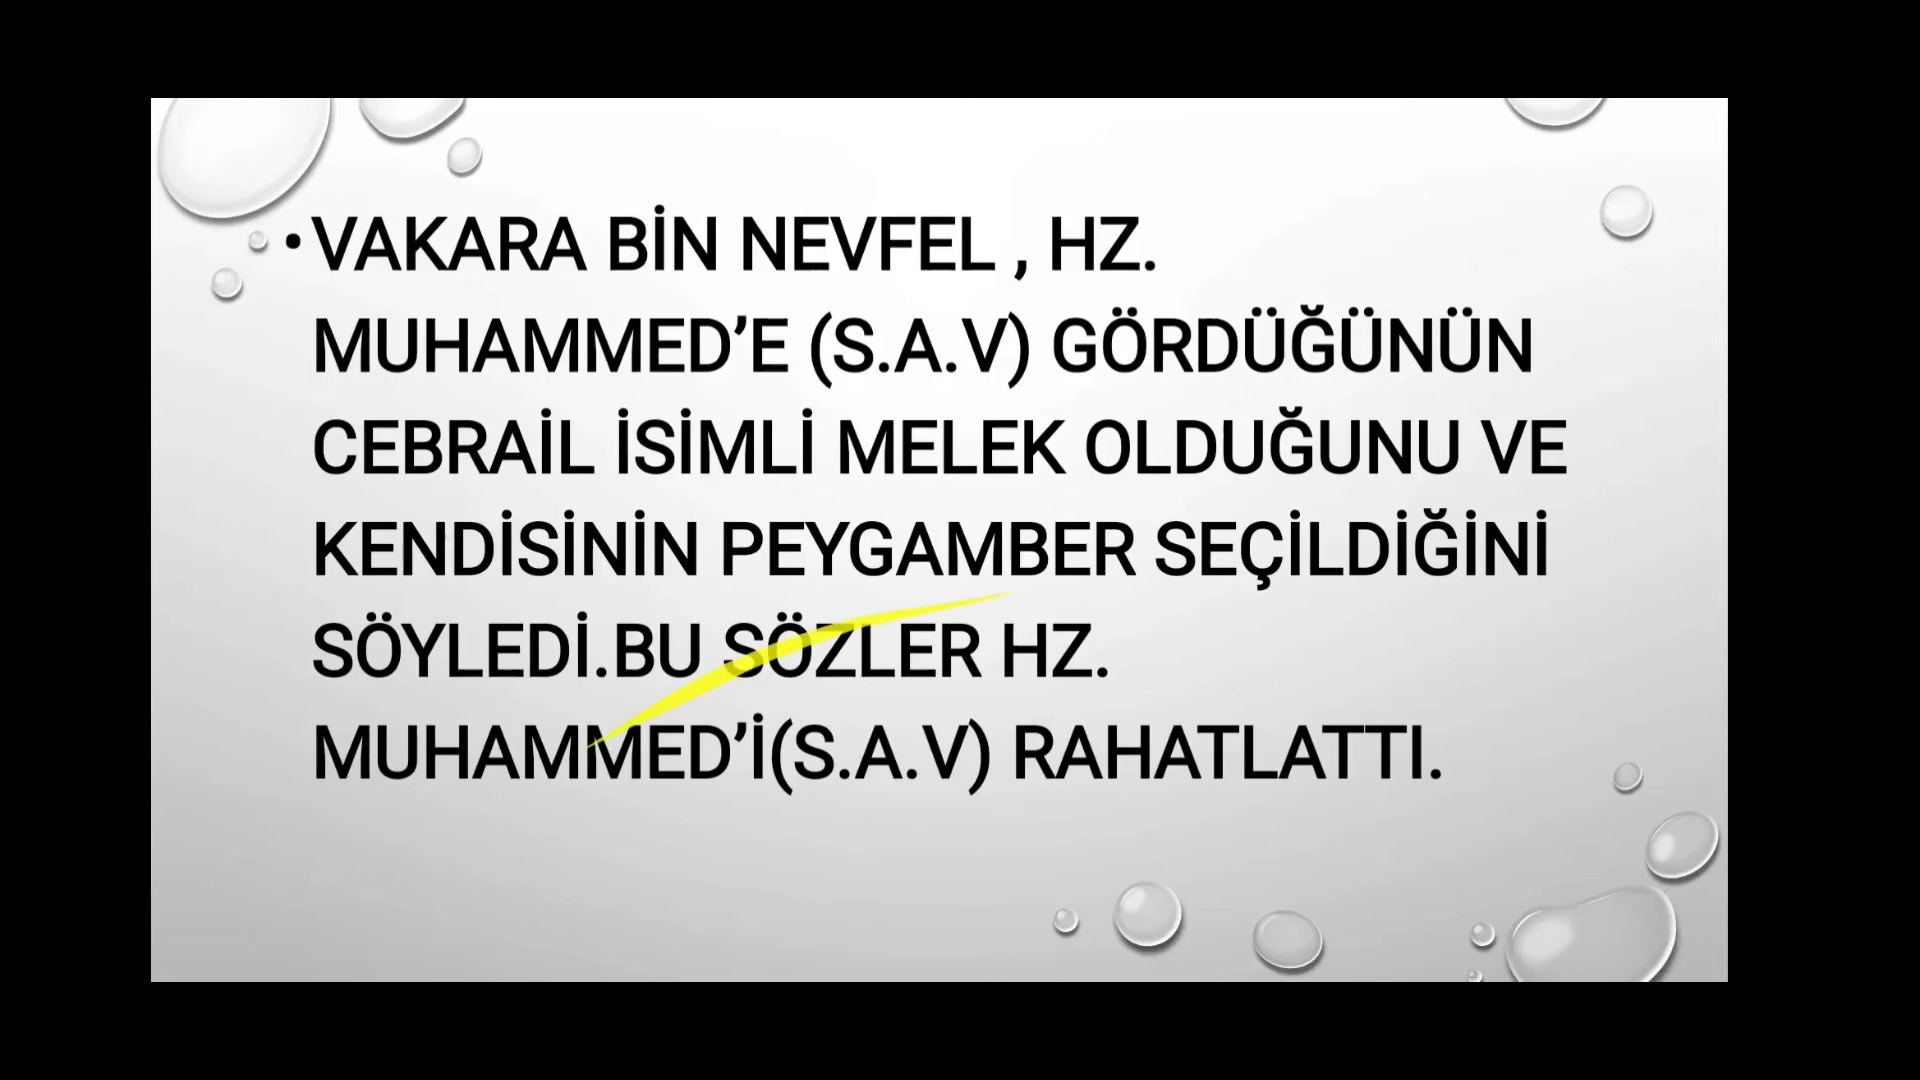 • VAKARA BİN NEVFEL , HZ.
MUHAMMED’E (S.A.V) GÖRDÜĞÜNÜN
CEBRAİL İSİMLİ MELEK OLDUĞUNU VE
KENDİSİNİN PEYGAMBER SEÇİLDİĞİNİ
SÖYLEDİ.BU SÖZLER HZ.
MUHAMMED’İ(S.A.V) RAHATLATTI.